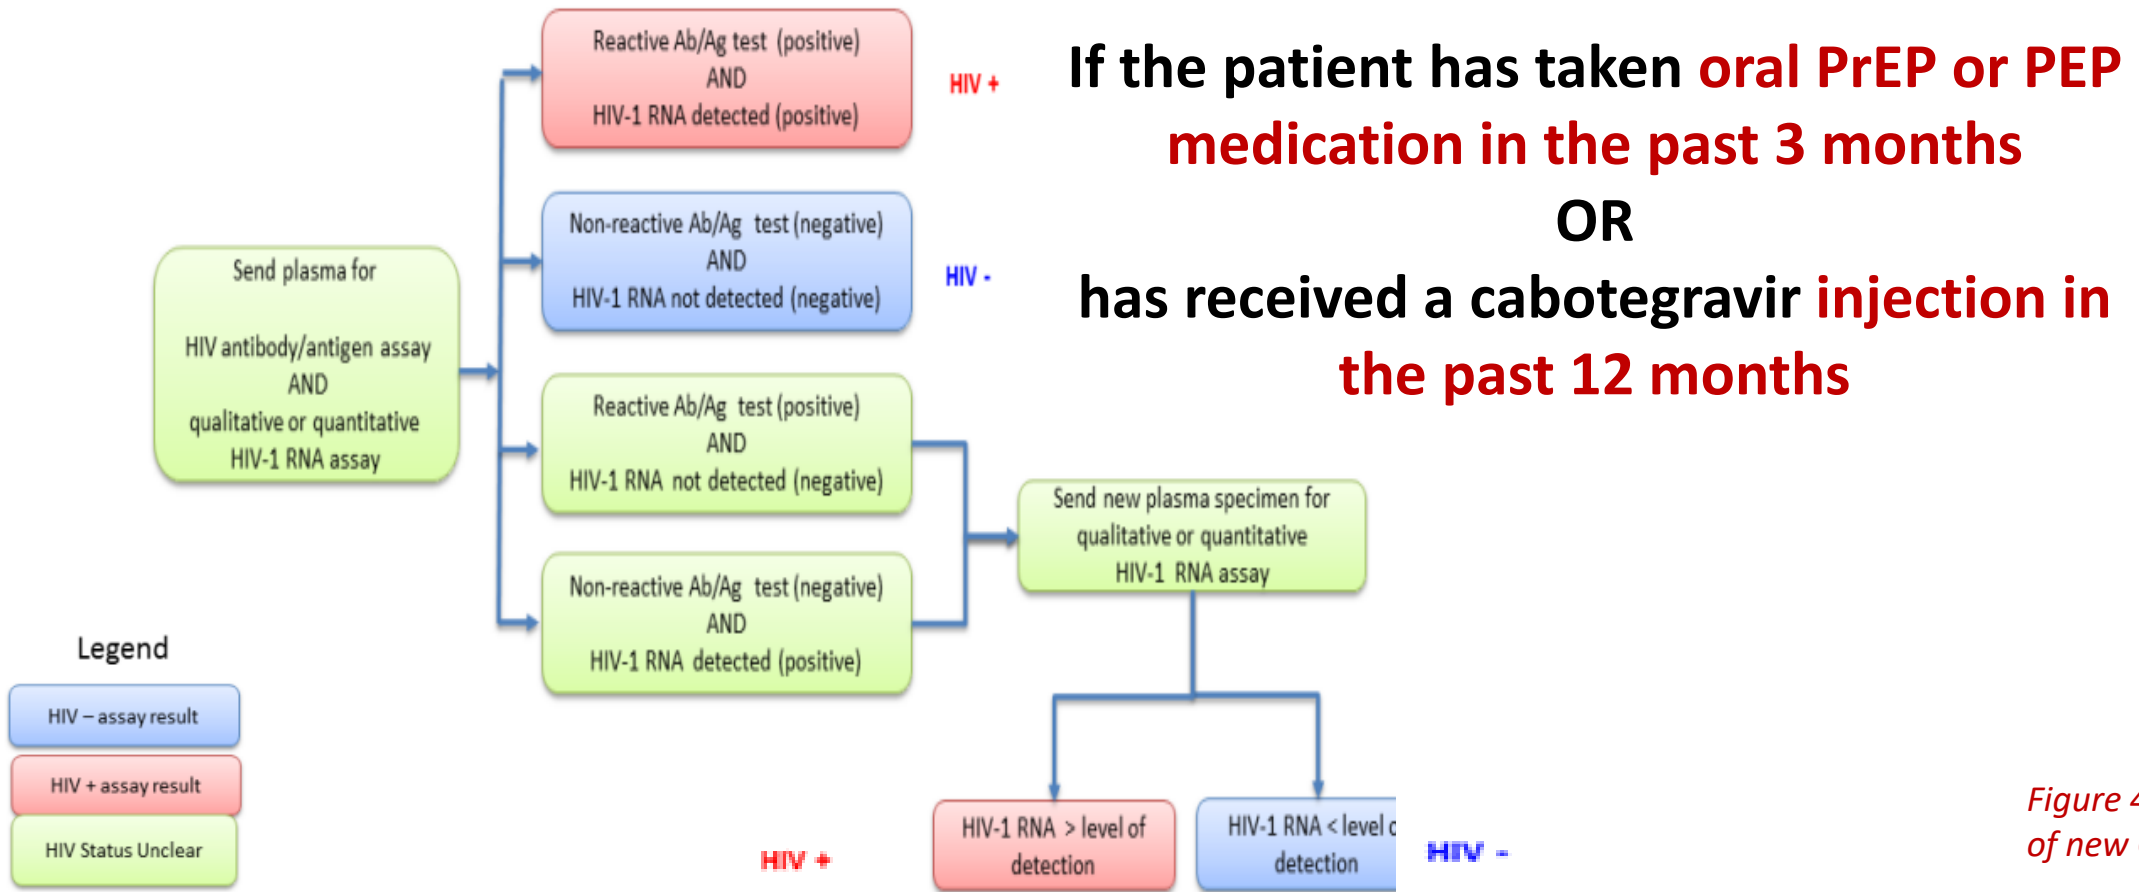 Reactive Ab/Ag test (positive)
AND
HIV-1 RNA detected (positive)
HIV +
If the patient has taken oral PrEP or PEP
medication in the past 3 months
OR
has received a cabotegravir injection in
the past 12 months
Non-reactive Ab/Ag test (negative)
AND
HIV-1 RNA not detected (negative)
HIV -
Send plasma for
HIV antibody/antigen assay
AND
qualitative or quantitative
HIV-1 RNA assay
Reactive Ab/Ag test (positive)
AND
HIV-1 RNA not detected (negative)
Non-reactive Ab/Ag test (negative)
AND
HIV-1 RNA detected (positive)
Send new plasma specimen for
qualitative or quantitative
HIV-1 RNA assay
Legend
HIV – assay result
HIV + assay result
HIV Status Unclear
HIV +
HIV-1 RNA > level of
detection
HIV-1 RNA < level
detection
HIV -
Figure 4
of new